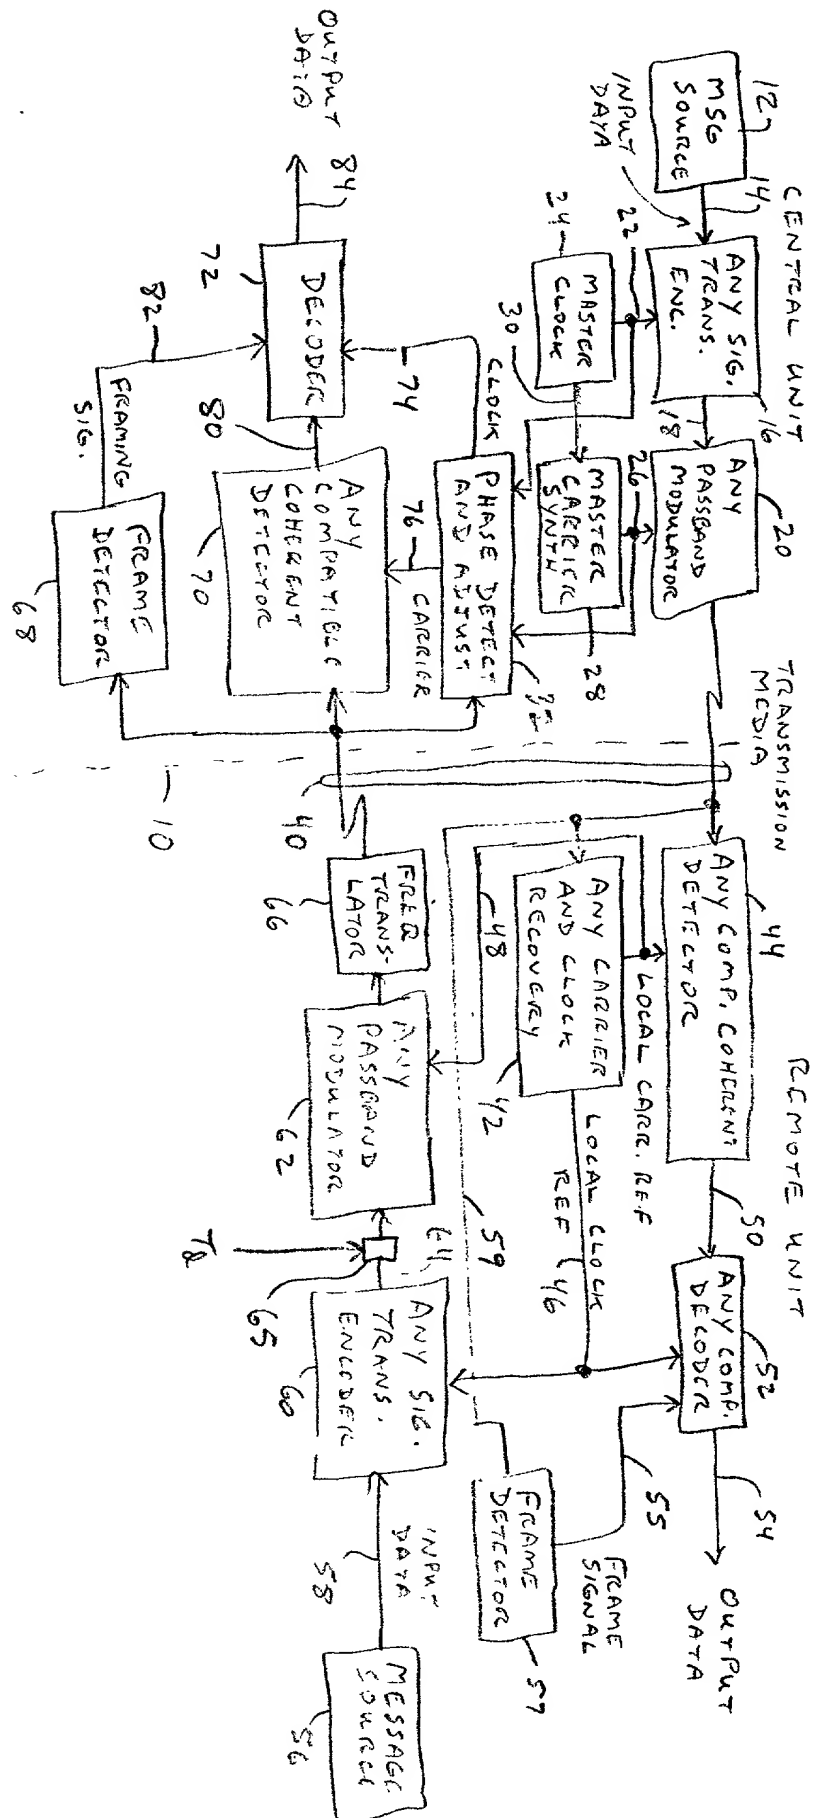 CENTRAL UNIT
TRANSMISSION
MEDIA
REMOTE UNIT
12
MSG
SOURCE
14
INPUT
DATA
ANY SIG.
TRANS.
ENC.
16
18
ANY
PASSBAND
MODULATOR
20
22
24
MASTER
CLOCK
30
26
MASTER
CARRIER
SYNTH
28
PHASE DETECT
AND ADJUST
32
CLOCK
74
76
CARRIER
OUTPUT
DATA
84
72
DECODER
80
ANY
COMPATIBLE
COHERENT
DETECTOR
70
82
FRAMING
SIG.
FRAME
DETECTOR
68
10
40
ANY COMP. COHERENT
DETECTOR
44
50
ANY COMP.
DECODER
52
54
OUTPUT
DATA
LOCAL CARR. REF
ANY CARRIER
AND CLOCK
RECOVERY
42
48
LOCAL CLOCK
REF
46
55
FRAME
SIGNAL
FRAME
DETECTOR
57
59
FREQ
TRANS-
LATOR
66
ANY
PASSBAND
MODULATOR
62
64
65
Td
ANY SIG.
TRANS.
ENCODER
60
INPUT
DATA
58
MESSAGE
SOURCE
56